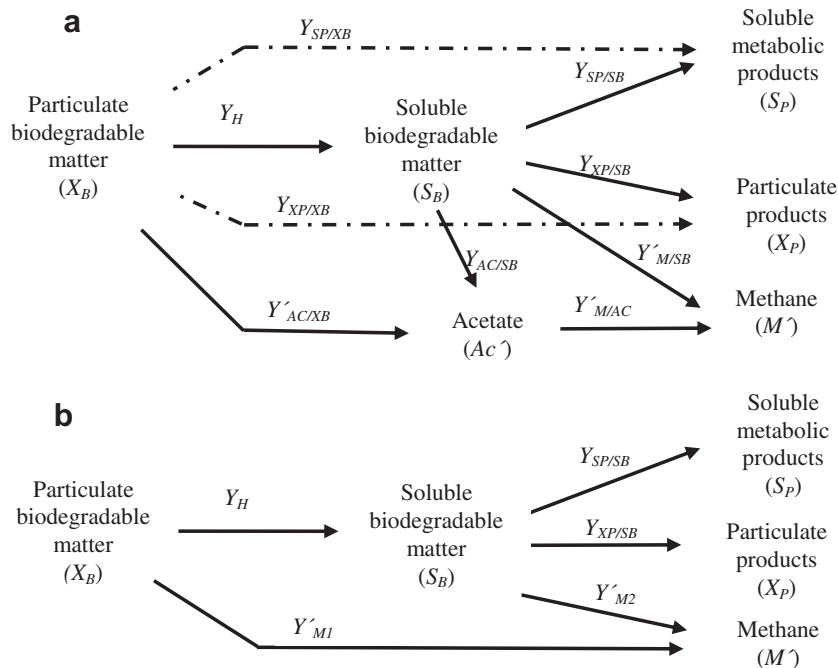 a
Y_SP/XB
Soluble
metabolic
products
(S_P)
Y_SP/SB
Particulate
biodegradable
matter
(X_B)
Y_H
Soluble
biodegradable
matter
(S_B)
Y_XP/SB
Particulate
products
(X_P)
Y_XP/XB
Y_AC/SB
Y´_M/SB
Y´_AC/XB
Acetate
(Ac´)
Y´_M/AC
Methane
(M´)
b
Soluble
metabolic
products
(S_P)
Y_SP/SB
Particulate
biodegradable
matter
(X_B)
Y_H
Soluble
biodegradable
matter
(S_B)
Y_XP/SB
Particulate
products
(X_P)
Y´_M2
Y´_M1
Methane
(M´)